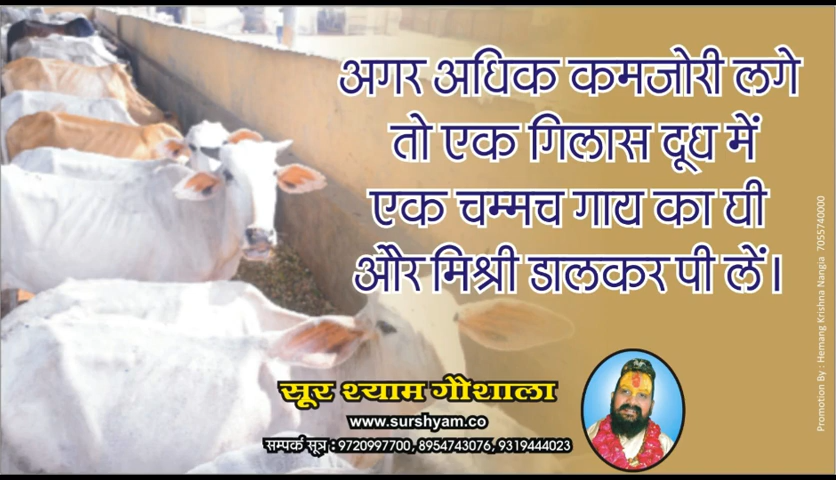 अगर अधिक कमजोरी लगे
तो एक गिलास दूध में
एक चम्मच गाय का घी
और मिश्री डालकर पी लें।
सूर श्याम गौशाला
www.surshyam.co
सम्पर्क सूत्र : 9720997700, 8954743076, 9319444023
Promotion By : Hemang Krishna Nangia 7055740000